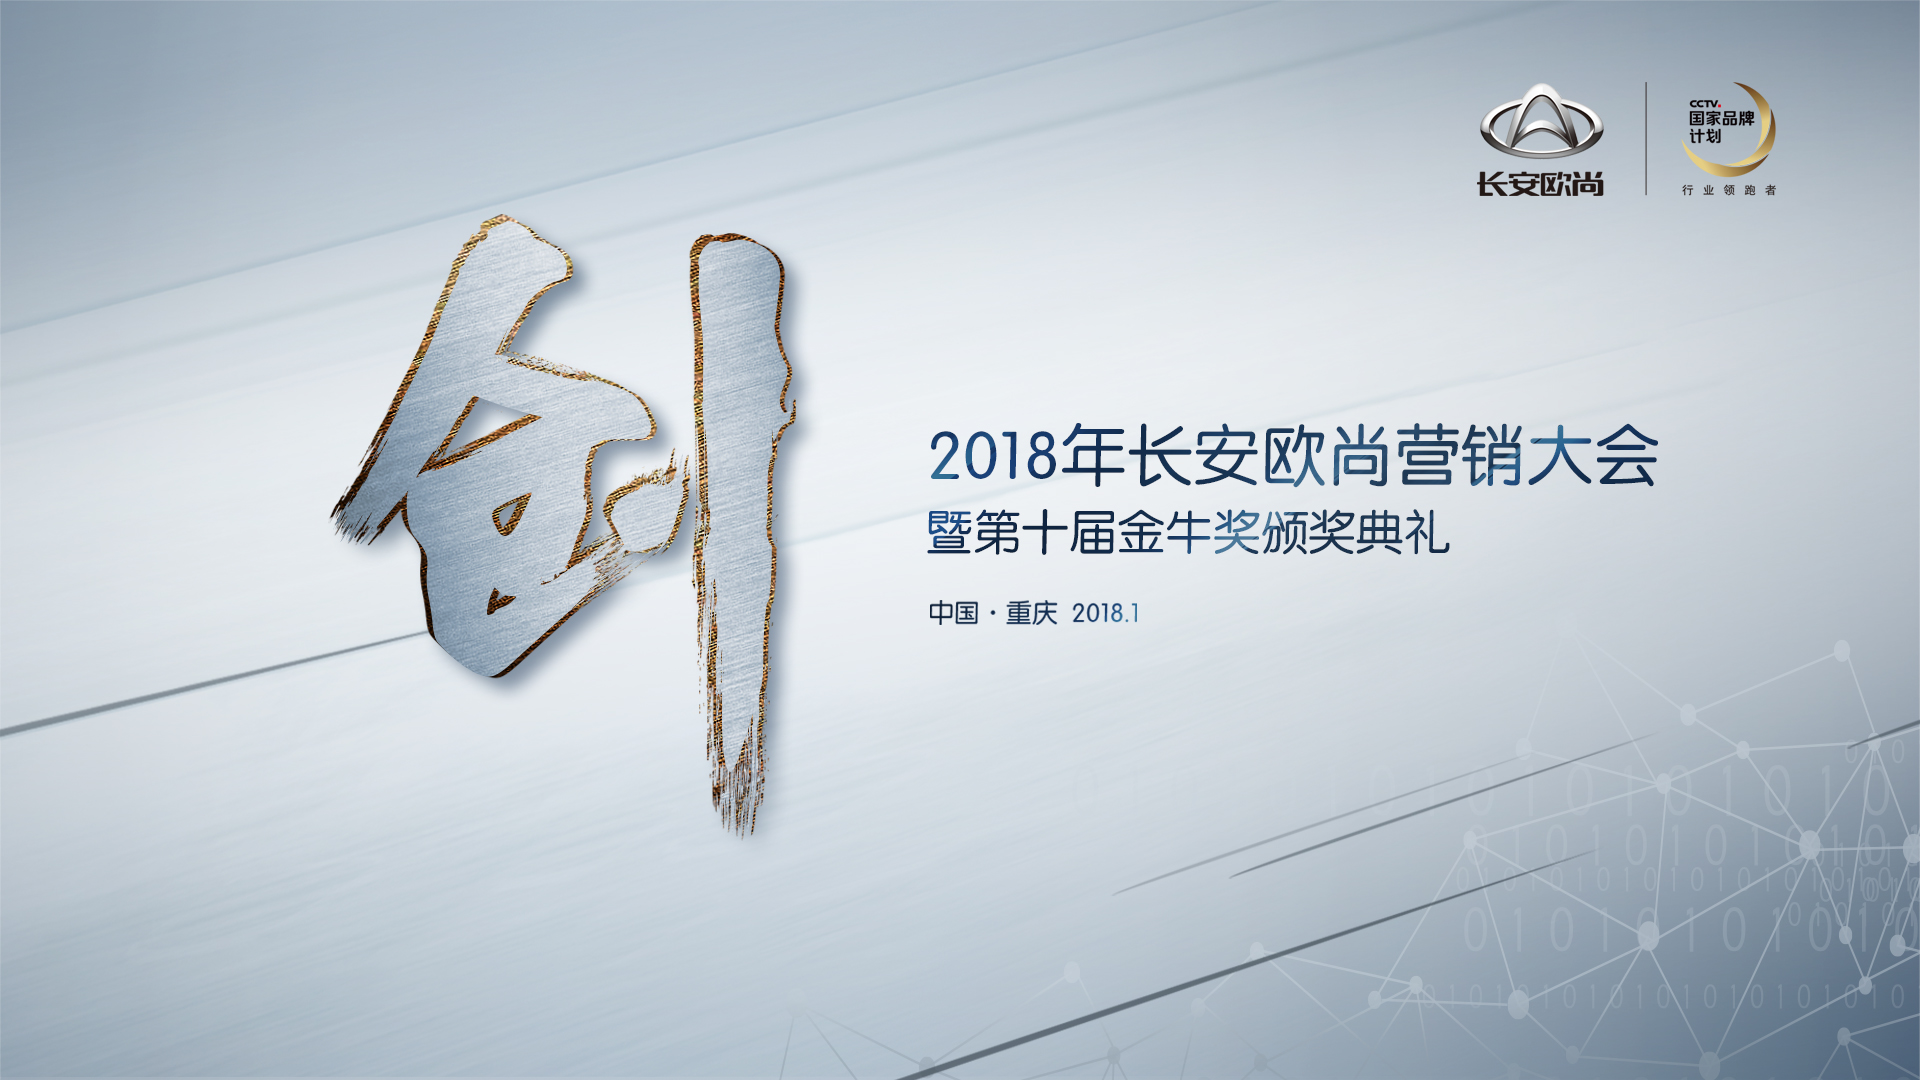 CCTV.
国家品牌
计划
长安欧尚
行业领跑者
创
2018年长安欧尚营销大会
暨第十届金牛奖颁奖典礼
中国·重庆 2018.1